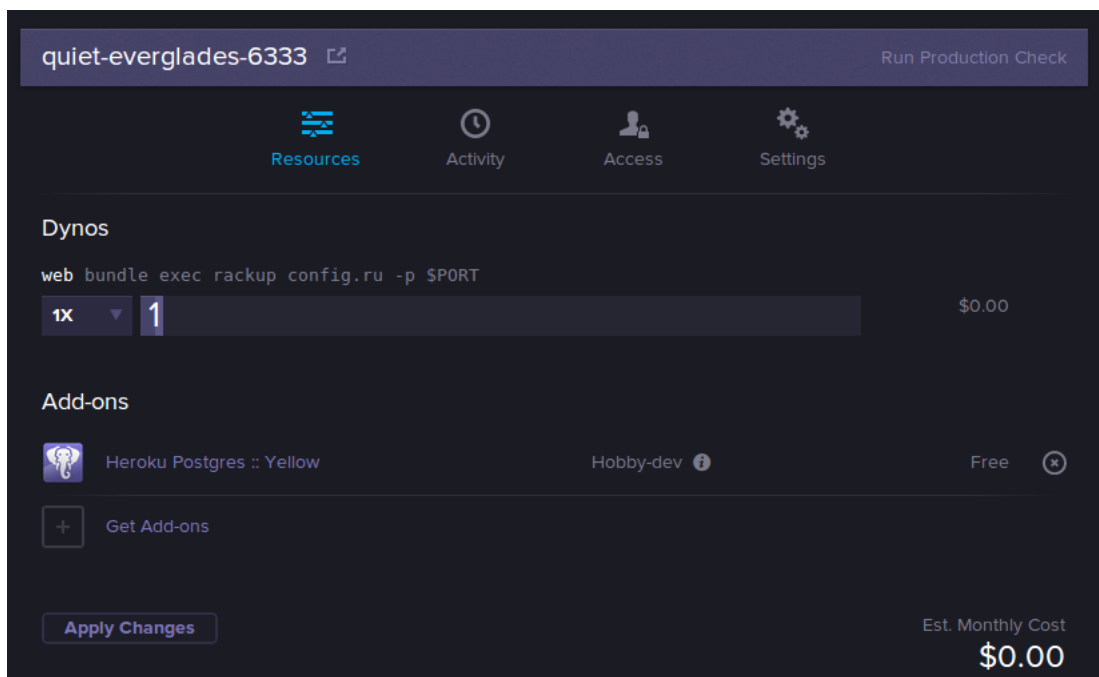 quiet-everglades-6333 Run Production Check
Resources Activity Access Settings
Dynos
web bundle exec rackup config.ru -p $PORT
1X 1 $0.00
Add-ons
Heroku Postgres :: Yellow Hobby-dev Free
Get Add-ons
Apply Changes Est. Monthly Cost
$0.00